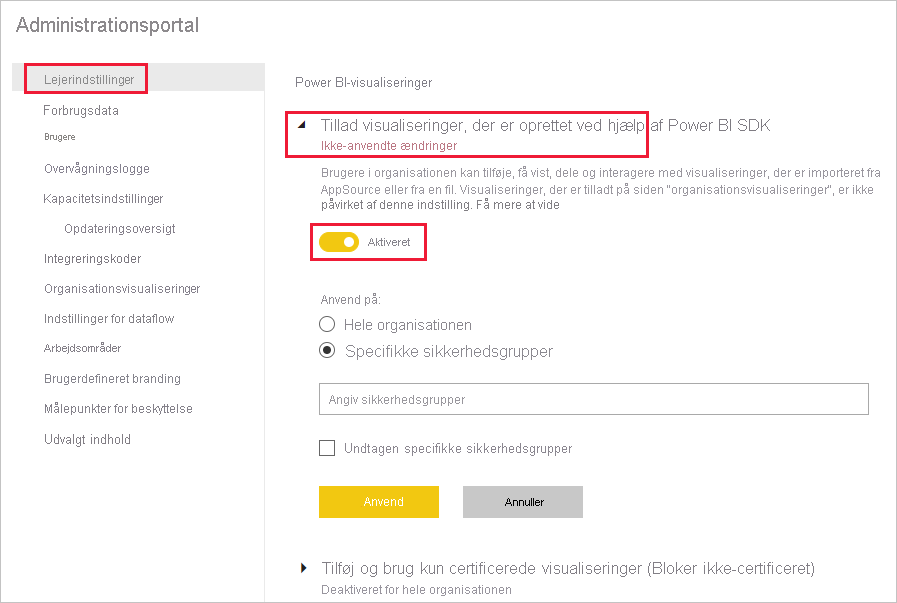 Administrationsportal
Lejerindstillinger
Forbrugsdata
Brugere
Overvågningslogge
Kapacitetsindstillinger
Opdateringsoversigt
Integreringskoder
Organisationsvisualiseringer
Indstillinger for dataflow
Arbejdsområder
Brugerdefineret branding
Målepunkter for beskyttelse
Udvalgt indhold
Power BI-visualiseringer
Tillad visualiseringer, der er oprettet ved hjælp af Power BI SDK
Ikke-anvendte ændringer
Brugere i organisationen kan tilføje, få vist, dele og interagere med visualiseringer, der er importeret fra
AppSource eller fra en fil. Visualiseringer, der er tilladt på siden "organisationsvisualiseringer", er ikke
påvirket af denne indstilling. Få mere at vide
Aktiveret
Anvend på:
Hele organisationen
Specifikke sikkerhedsgrupper
Angiv sikkerhedsgrupper
Undtagen specifikke sikkerhedsgrupper
Anvend
Annuller
Tilføj og brug kun certificerede visualiseringer (Bloker ikke-certificeret)
Deaktiveret for hele organisationen